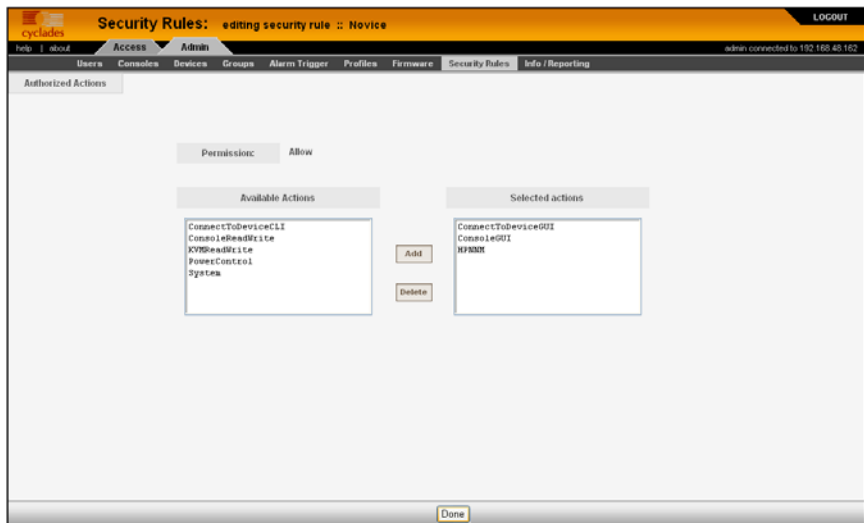 LOGOUT
cyclades
Security Rules: editing security rule :: Novice
help | about
Access Admin
admin connected to 192.168.48.162
Users Consoles Devices Groups Alarm Trigger Profiles Firmware Security Rules Info / Reporting
Authorized Actions
Permission: Allow
Available Actions
Selected actions
ConnectToDeviceCLI
ConsoleReadWrite
KVMReadWrite
PowerControl
System
Add
Delete
ConnectToDeviceGUI
ConsoleGUI
HPNNM
Done